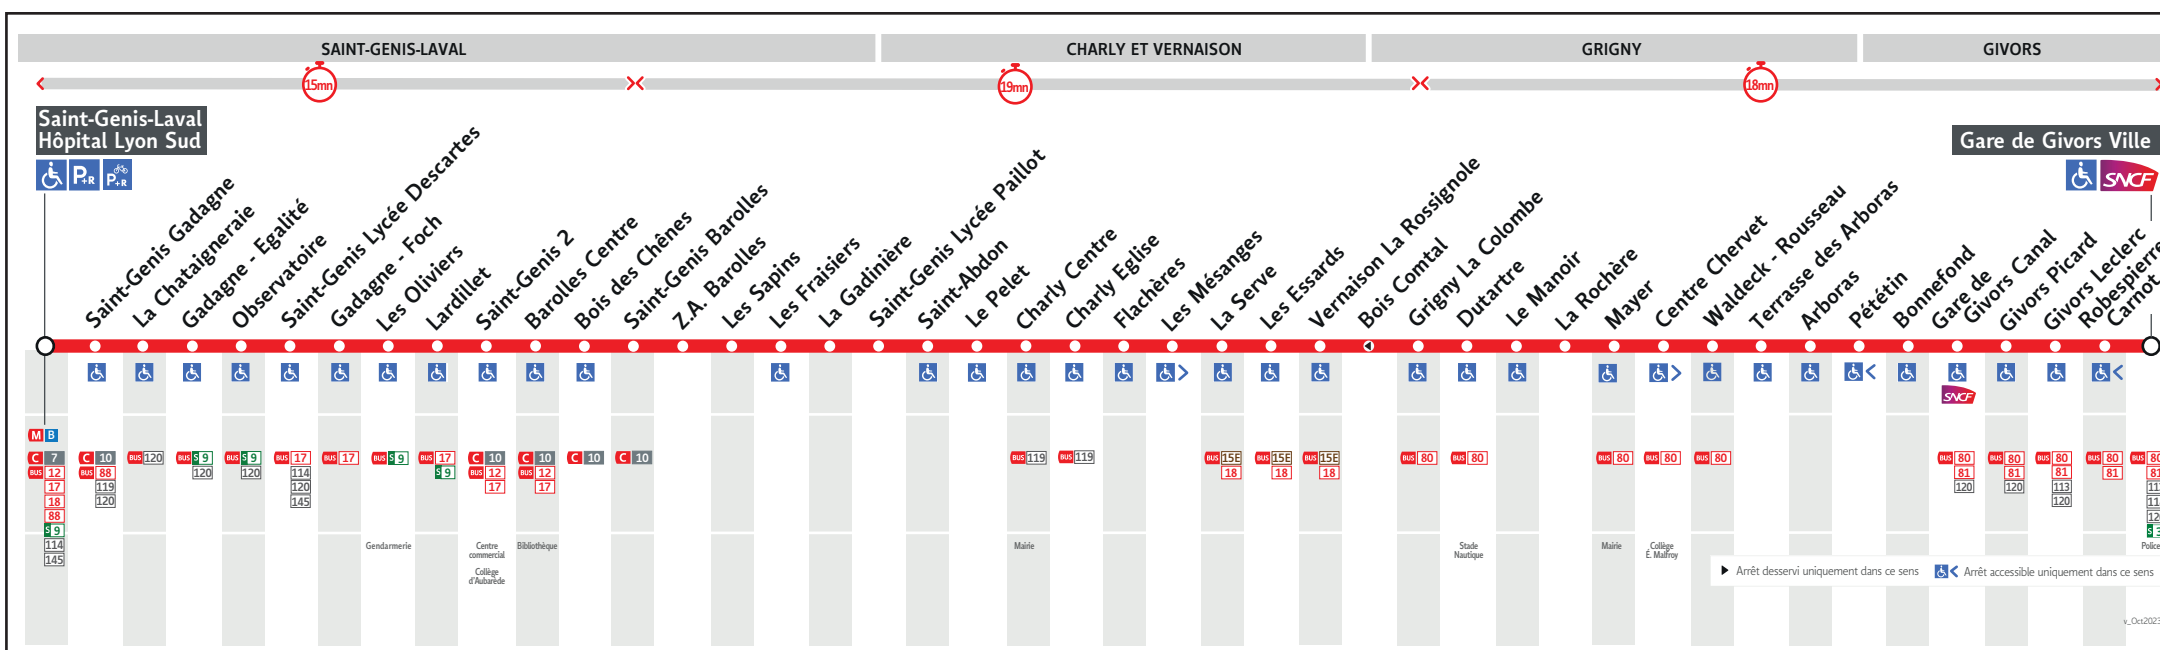 SAINT-GENIS-LAVAL
CHARLY ET VERNAISON
GRIGNY
GIVORS
15mn
19mn
18mn
Saint-Genis-Laval
Hôpital Lyon Sud
P+R
P+R
Gare de Givors Ville
SNCF
Saint-Genis Gadagne
La Chataigneraie
Gadagne - Egalité
Observatoire
Saint-Genis Lycée Descartes
Gadagne - Foch
Les Oliviers
Lardillet
Saint-Genis 2
Barolles Centre
Bois des Chênes
Saint-Genis Barolles
Z.A. Barolles
Les Sapins
Les Fraisiers
La Gadinière
Saint-Genis Lycée Paillot
Saint-Abdon
Le Pelet
Charly Centre
Charly Eglise
Flachères
Les Mésanges
La Serve
Les Essards
Vernaison La Rossignole
Bois Comtal
Grigny La Colombe
Dutartre
Le Manoir
La Rochère
Mayer
Centre Chervet
Waldeck - Rousseau
Terrasse des Arboras
Arboras
Pététin
Bonnefond
Gare de
Givors Canal
Givors Picard
Givors Leclerc
Robespierre
Carnot
SNCF
M B
C 7
BUS 12
17
18
88
S 9
114
145
C 10
BUS 88
119
120
BUS 120
BUS S 9
120
BUS S 9
120
BUS 17
114
120
145
BUS 17
BUS S 9
BUS 17
S 9
C 10
BUS 12
17
C 10
BUS 12
17
C 10
C 10
BUS 119
BUS 119
BUS 15E
18
BUS 15E
18
BUS 15E
18
BUS 80
BUS 80
BUS 80
BUS 80
BUS 80
BUS 80
81
120
BUS 80
81
120
BUS 80
81
113
120
BUS 80
81
BUS 80
81
Gendarmerie
Centre
commercial
Collège
d'Aubarède
Bibliothèque
Mairie
Stade
Nautique
Mairie
Collège
É. Malfroy
Police
Arrêt desservi uniquement dans ce sens
Arrêt accessible uniquement dans ce sens
v_Oct2023